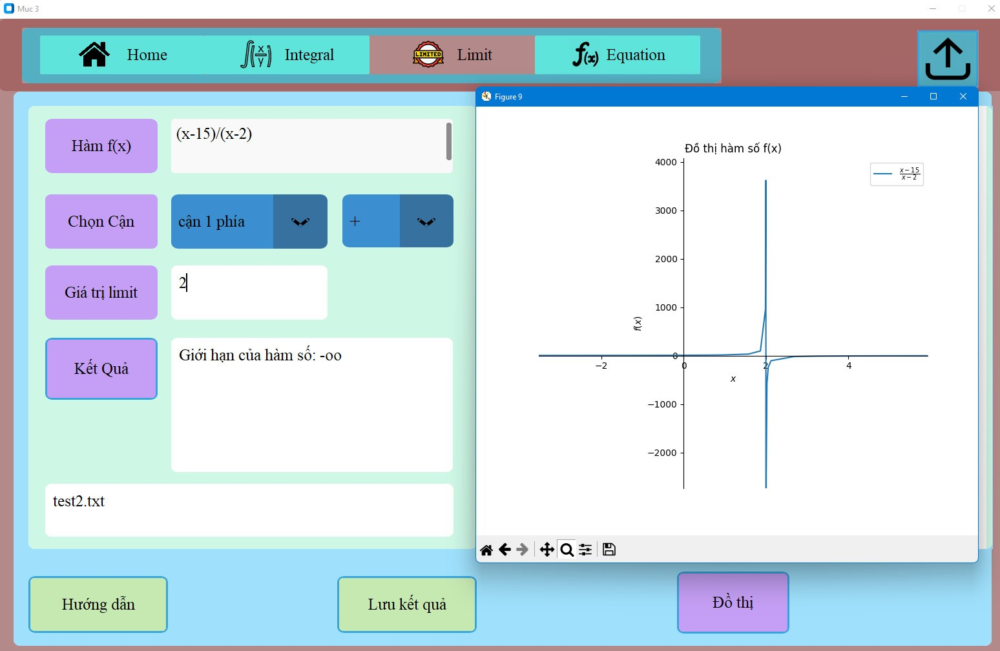 Muc 3
Home
Integral
LIMITED
Limit
f(x)
Equation
Hàm f(x)
(x-15)/(x-2)
Chọn Cận
cận 1 phía
+
Giá trị limit
2
Kết Quả
Giới hạn của hàm số: -oo
test2.txt
Hướng dẫn
Lưu kết quả
Đồ thị
Figure 9
Đồ thị hàm số f(x)
x − 15
x − 2
4000
3000
2000
1000
0
−1000
−2000
f(x)
−2
0
2
4
x